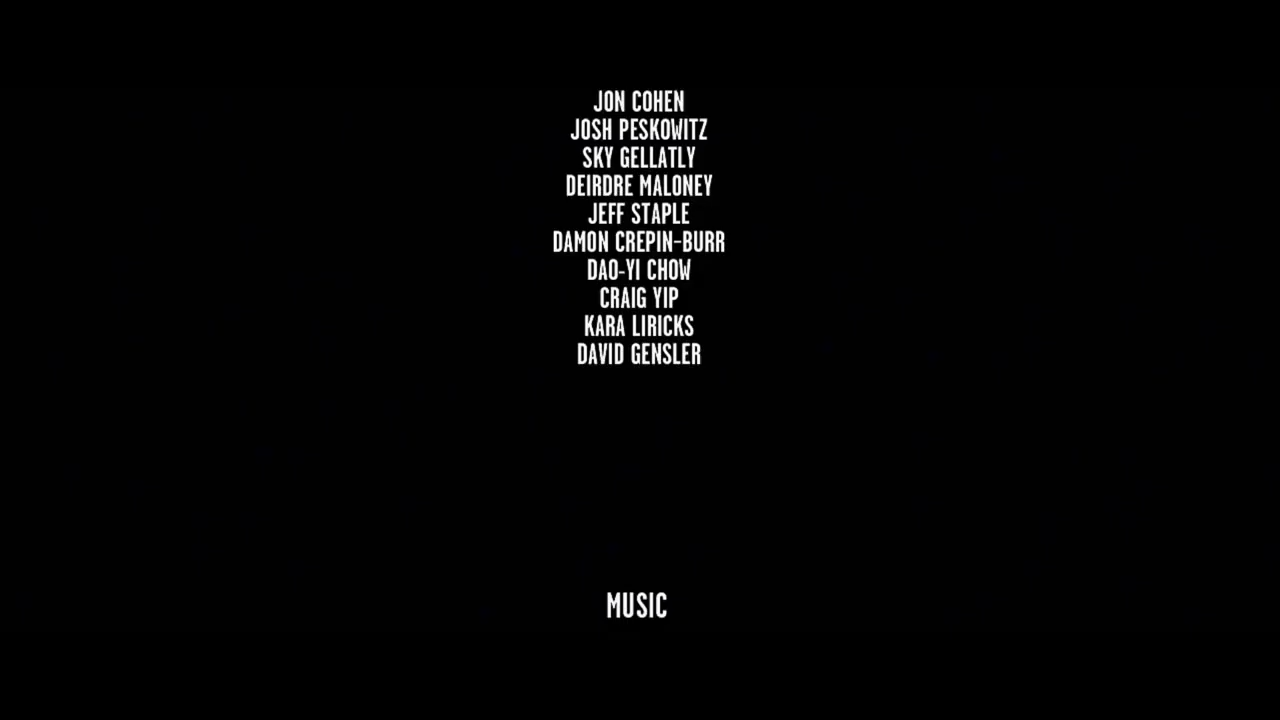 JON COHEN
JOSH PESKOWITZ
SKY GELLATLY
DEIRDRE MALONEY
JEFF STAPLE
DAMON CREPIN-BURR
DAO-YI CHOW
CRAIG YIP
KARA LIRICKS
DAVID GENSLER
MUSIC